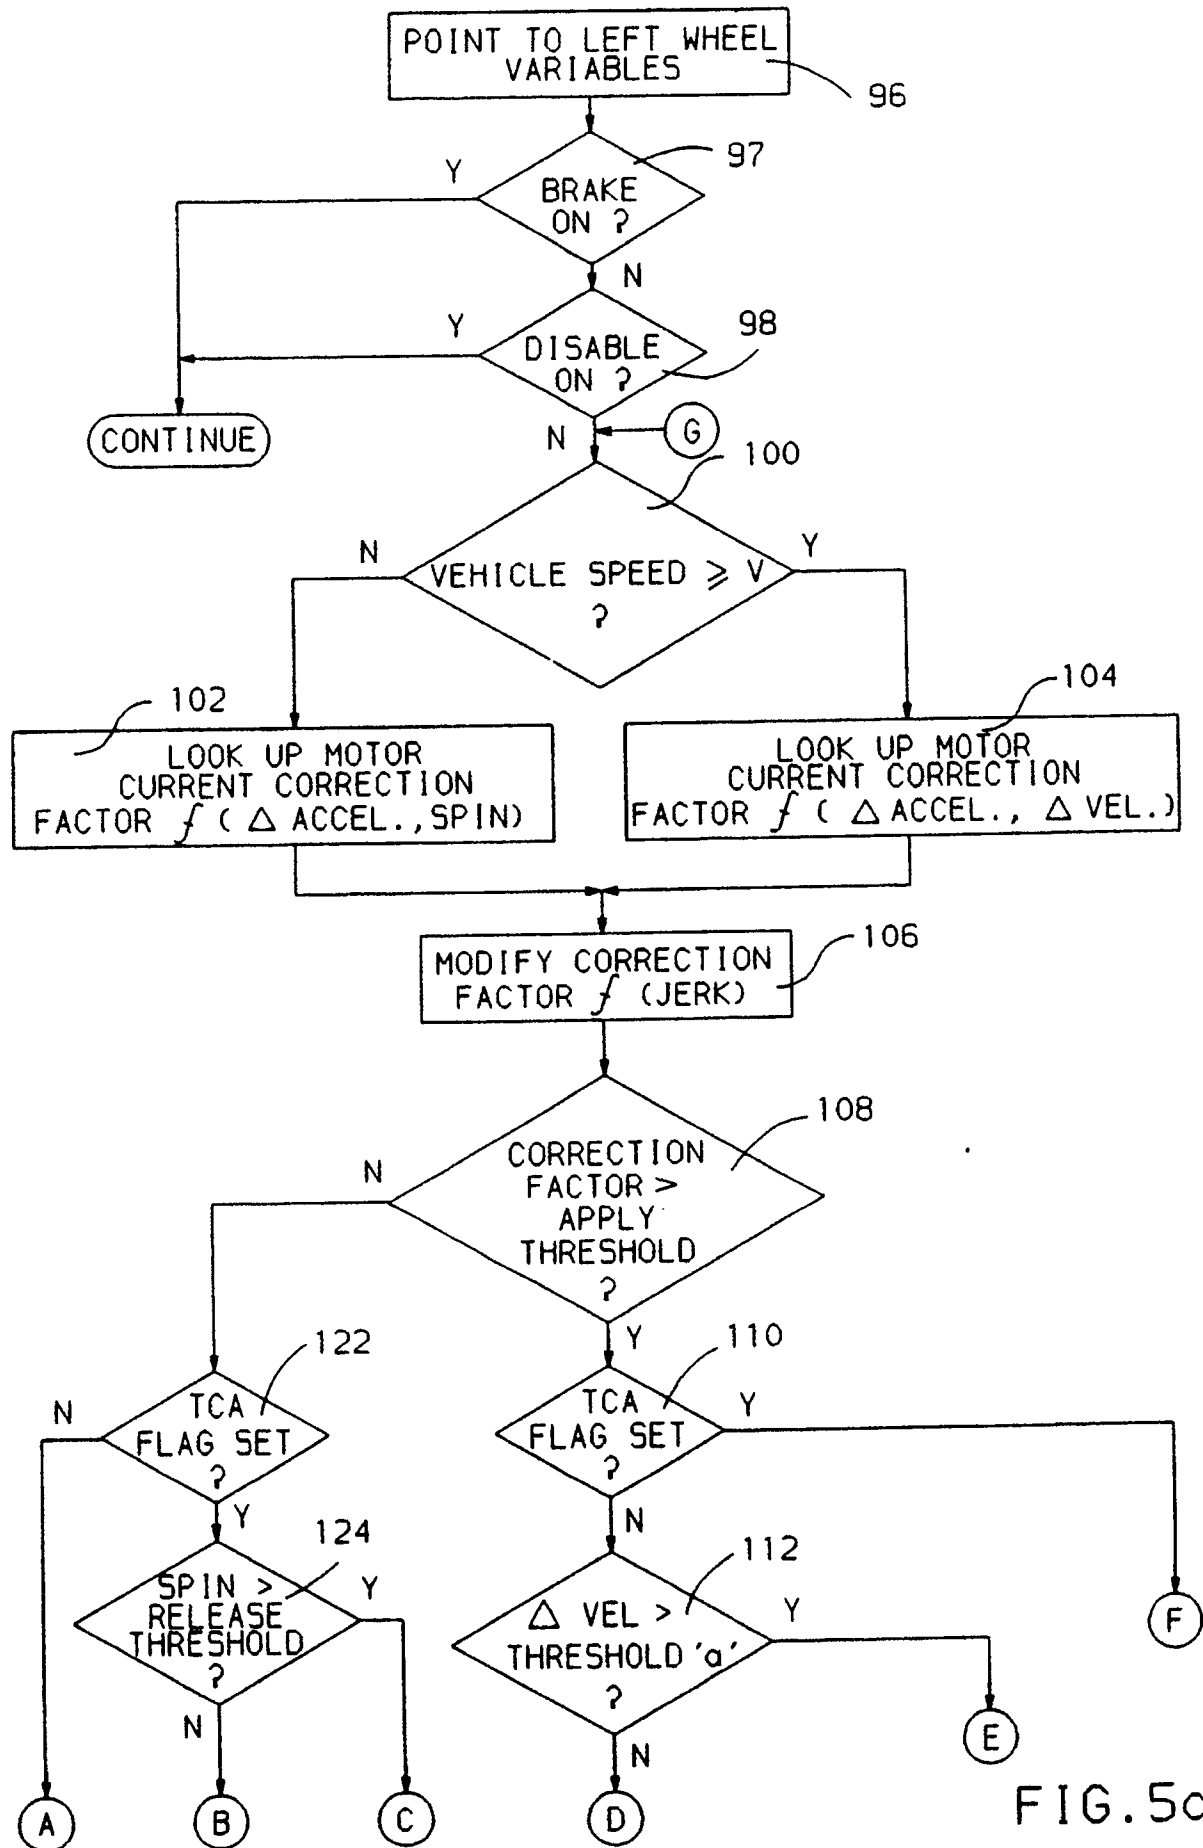 POINT TO LEFT WHEEL
VARIABLES
96
97
Y
BRAKE
ON ?
N
98
Y
DISABLE
ON ?
CONTINUE
N
G
100
N
VEHICLE SPEED ⩾ V
?
Y
102
LOOK UP MOTOR
CURRENT CORRECTION
FACTOR ƒ ( △ ACCEL., SPIN)
104
LOOK UP MOTOR
CURRENT CORRECTION
FACTOR ƒ ( △ ACCEL., △ VEL.)
106
MODIFY CORRECTION
FACTOR ƒ (JERK)
108
N
CORRECTION
FACTOR >
APPLY
THRESHOLD
?
Y
122
N
TCA
FLAG SET
?
Y
110
TCA
FLAG SET
?
Y
N
124
SPIN >
RELEASE
THRESHOLD
?
Y
N
112
△ VEL >
THRESHOLD 'a'
?
Y
N
F
E
A
B
C
D
FIG. 5a